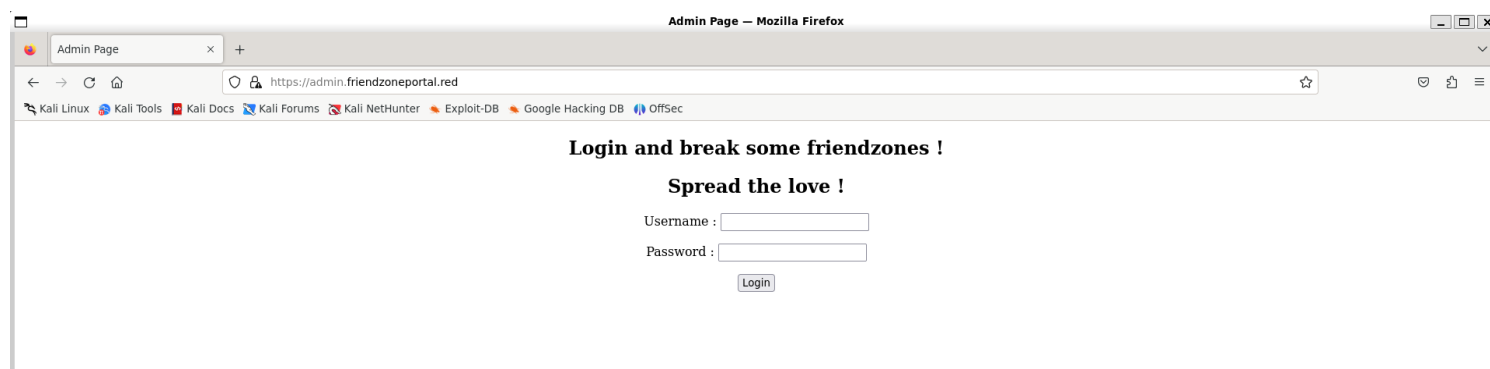 Admin Page — Mozilla Firefox
Admin Page
https://admin.friendzoneportal.red
Kali Linux Kali Tools Kali Docs Kali Forums Kali NetHunter Exploit-DB Google Hacking DB OffSec
Login and break some friendzones !
Spread the love !
Username :
Password :
Login